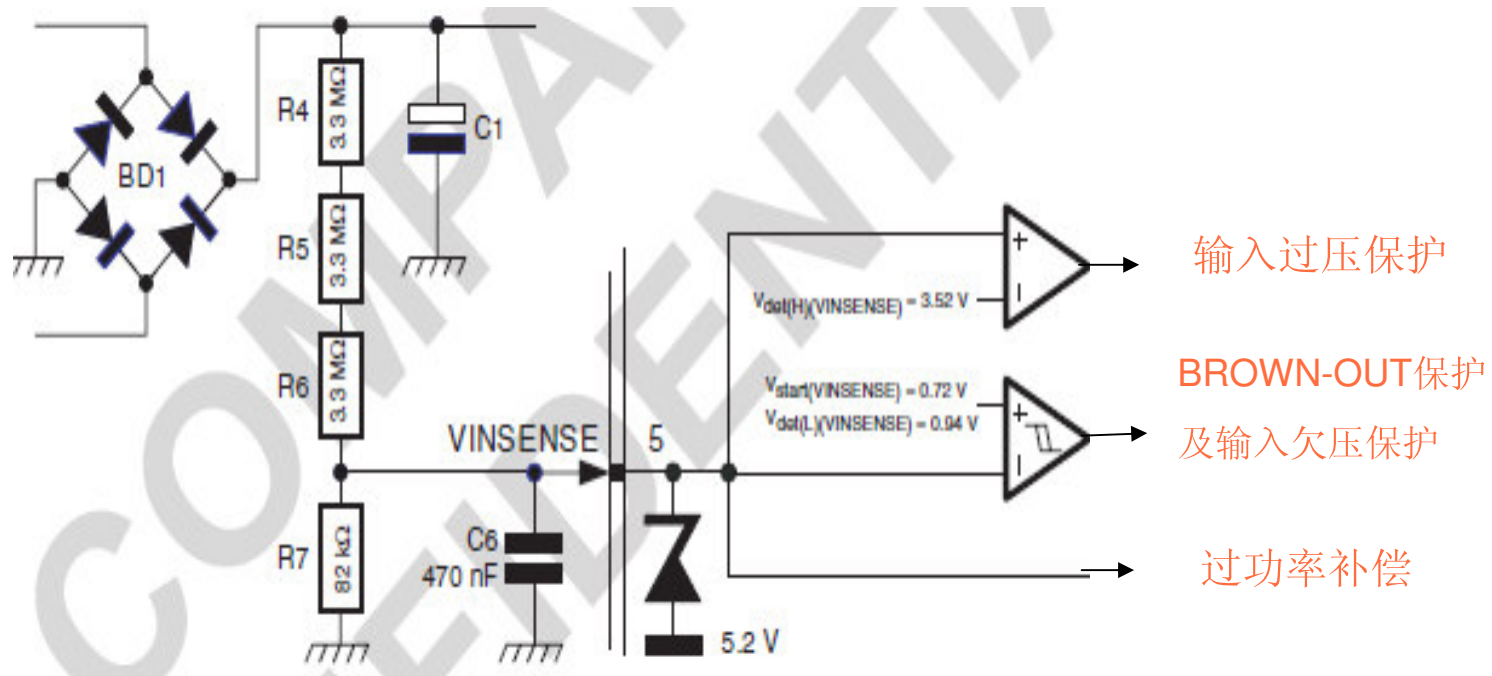 COMPANY
CONFIDENTIAL
BD1
R4
3.3 MΩ
C1
R5
3.3 MΩ
R6
3.3 MΩ
R7
82 kΩ
C6
470 nF
VINSENSE
5
5.2 V
Vdet(H)(VINSENSE) = 3.52 V
Vstart(VINSENSE) = 0.72 V
Vdet(L)(VINSENSE) = 0.94 V
输入过压保护
BROWN-OUT保护
及输入欠压保护
过功率补偿